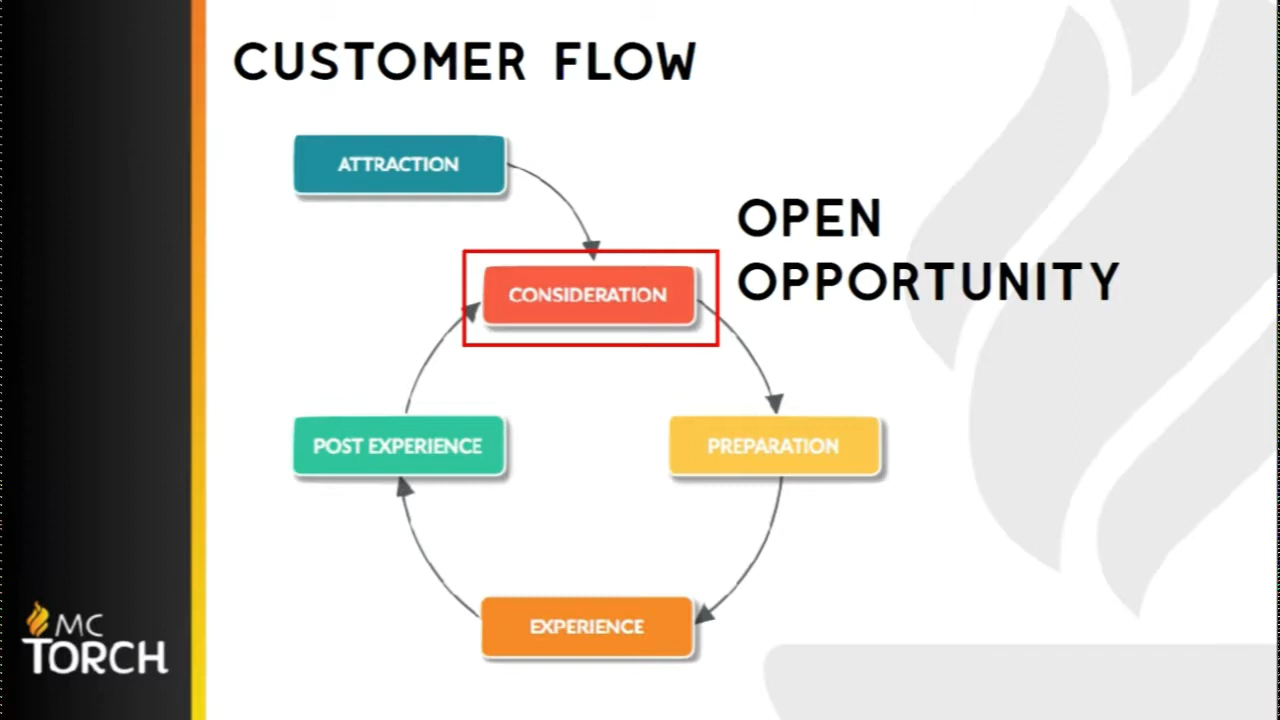 CUSTOMER FLOW
ATTRACTION
OPEN
OPPORTUNITY
CONSIDERATION
POST EXPERIENCE
PREPARATION
EXPERIENCE
MC
TORCH